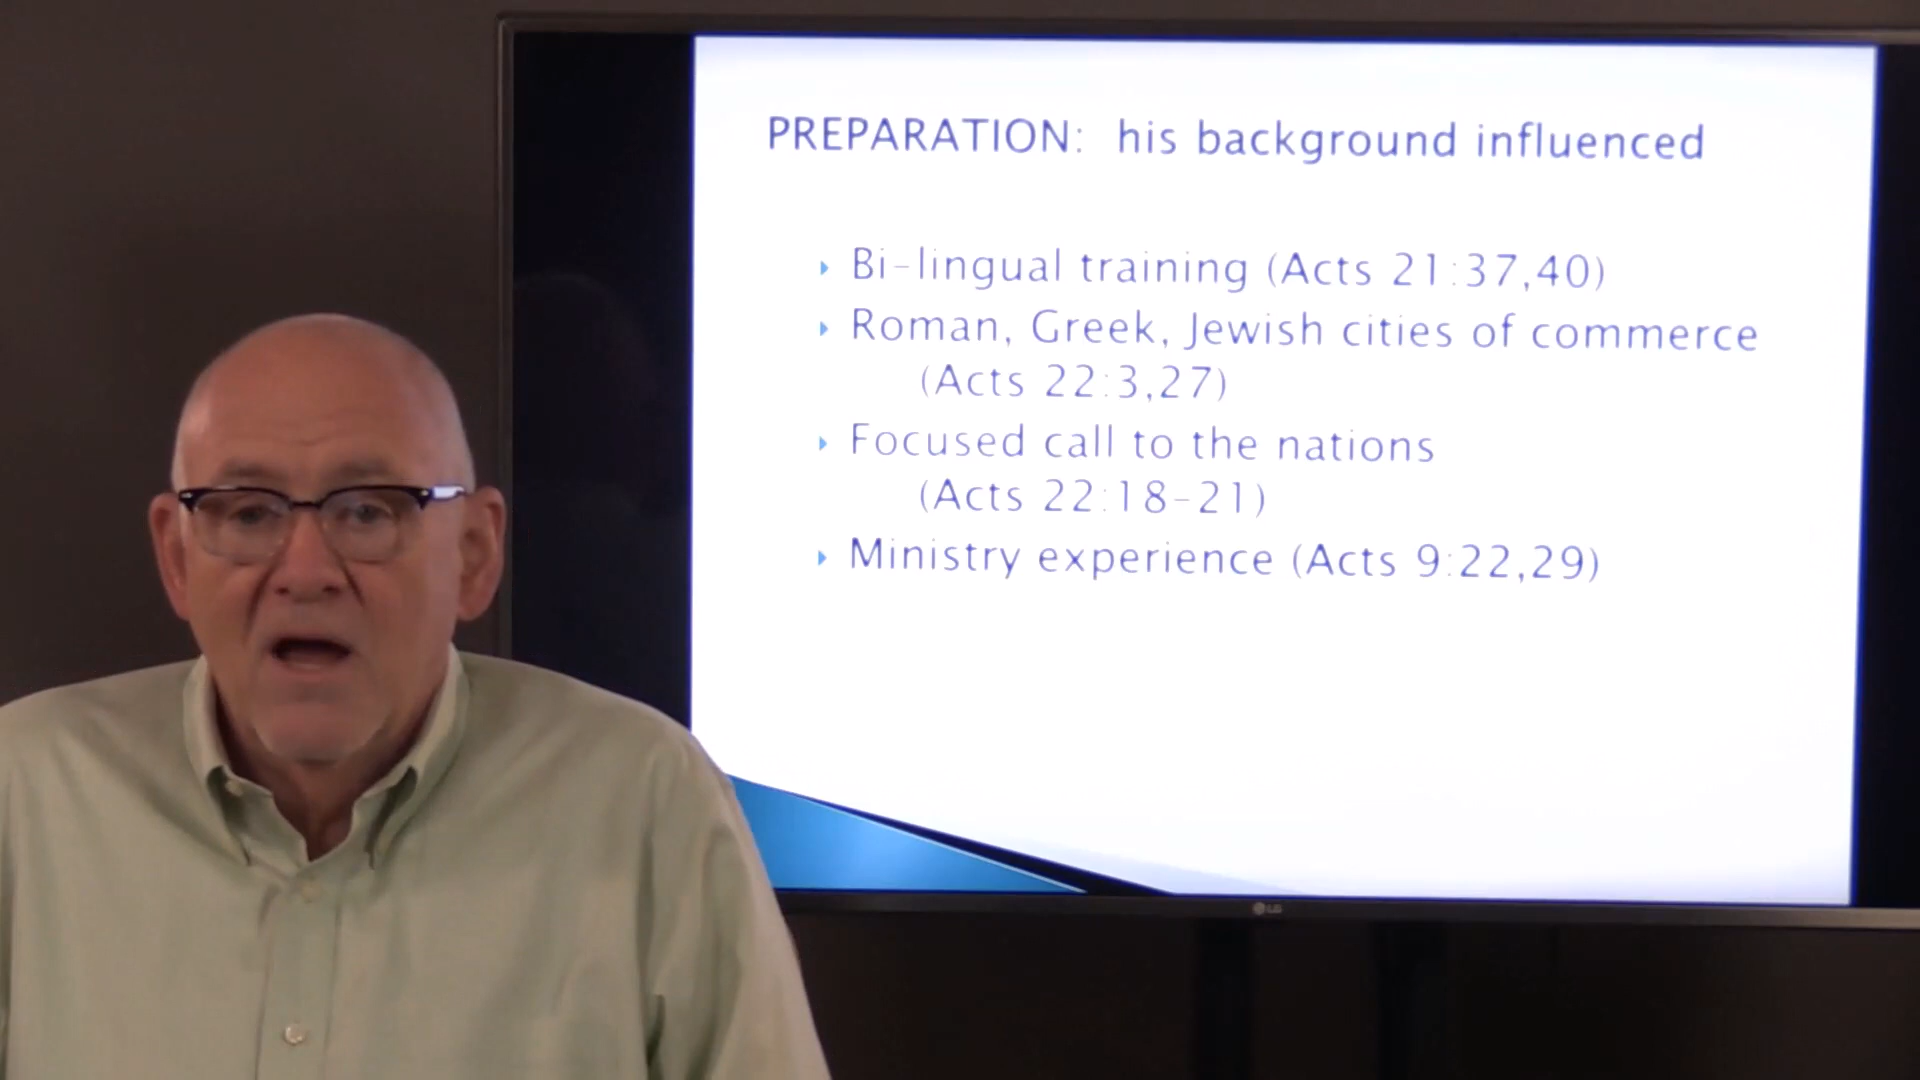 PREPARATION: his background influenced
Bi-lingual training (Acts 21:37,40)
Roman, Greek, Jewish cities of commerce
(Acts 22:3,27)
Focused call to the nations
(Acts 22:18-21)
Ministry experience (Acts 9:22,29)
LG